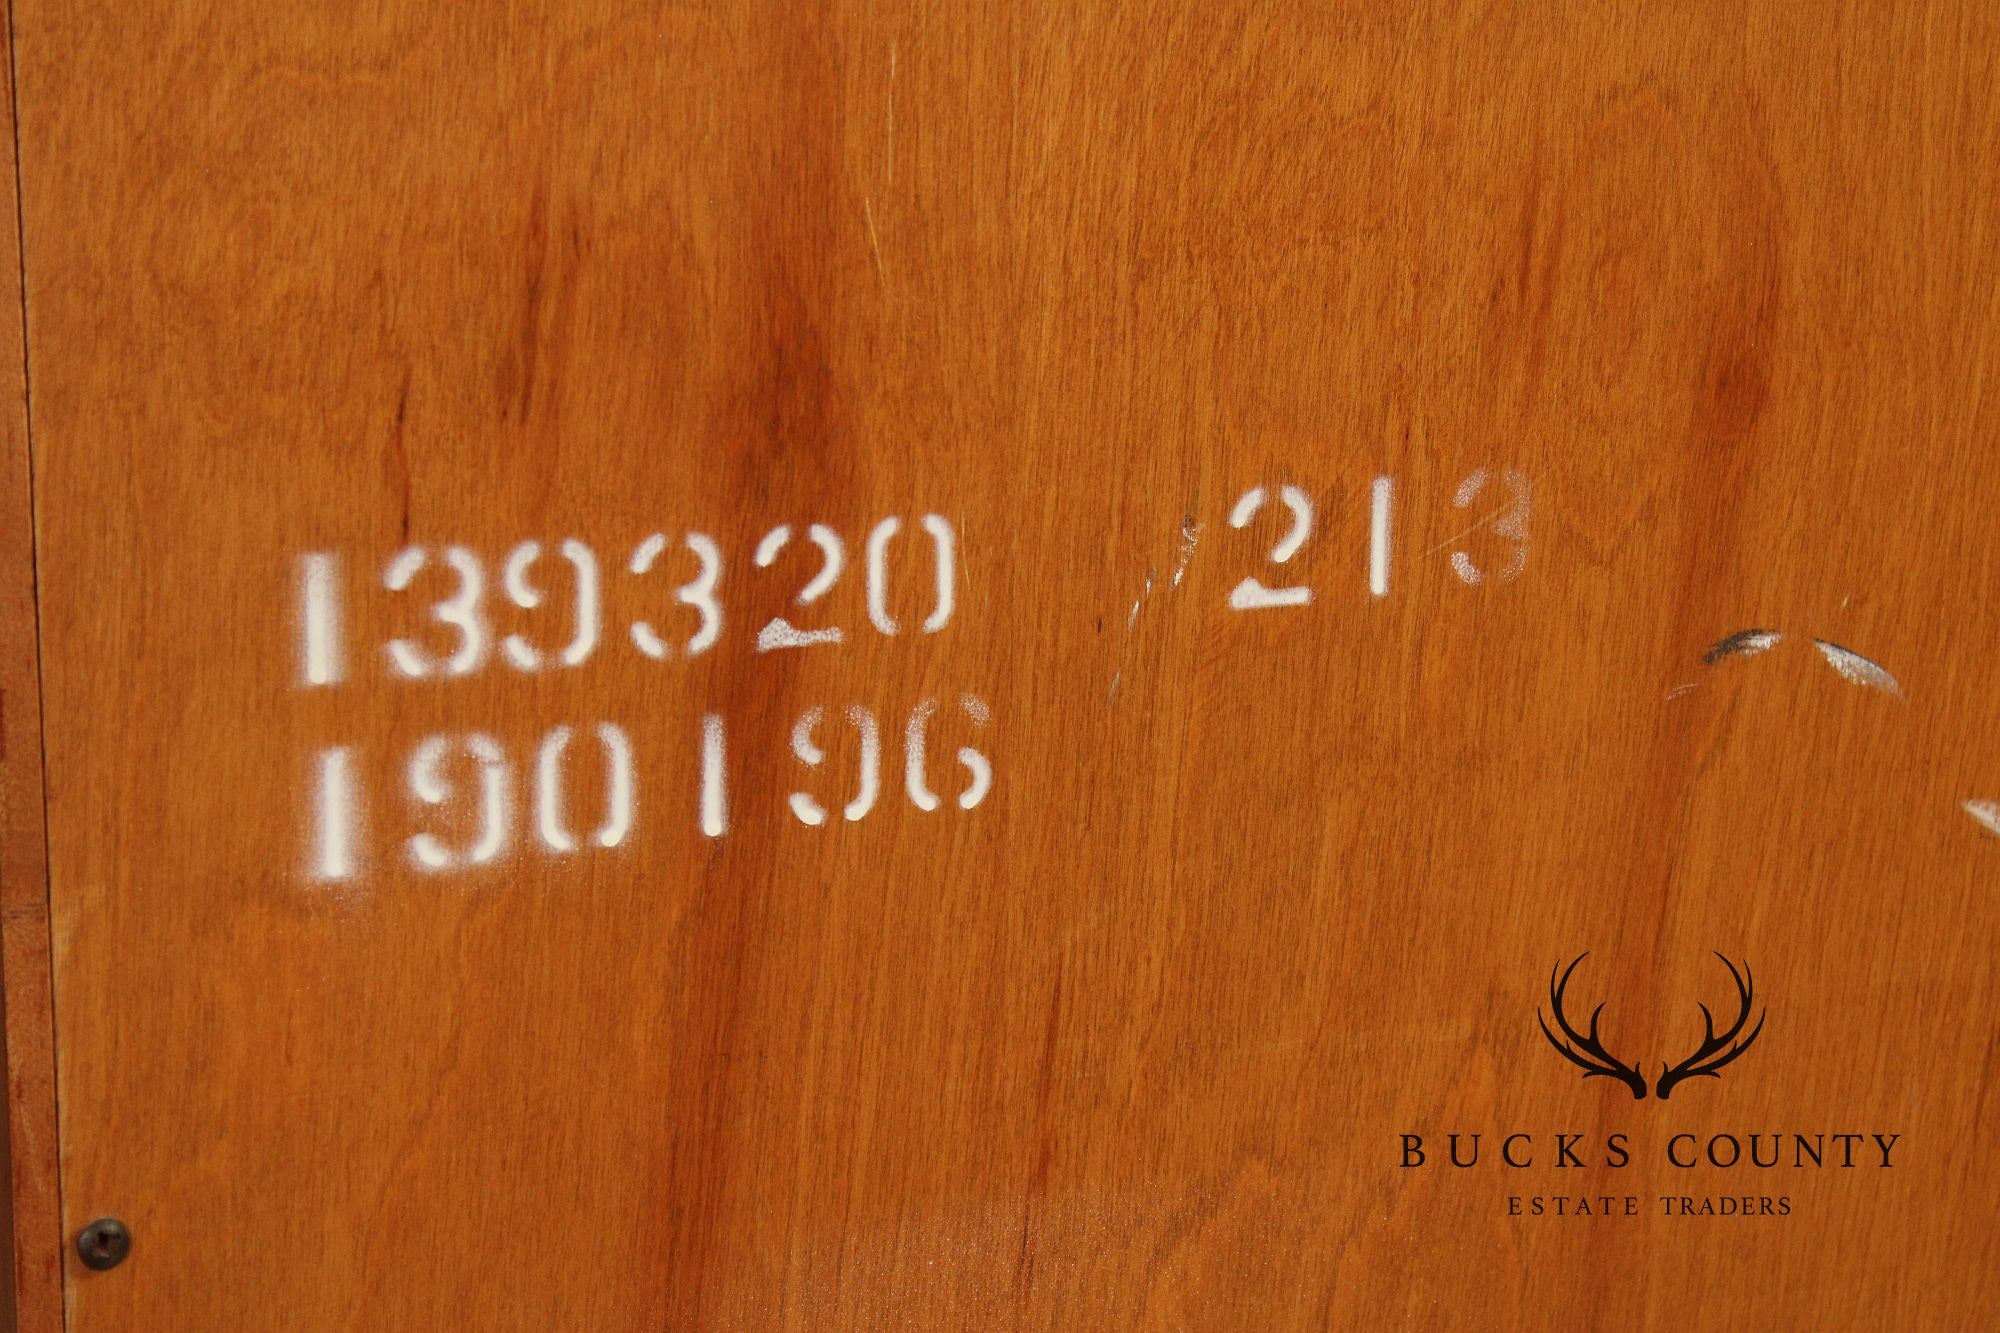 139320 213
190196
BUCKS COUNTY
ESTATE TRADERS